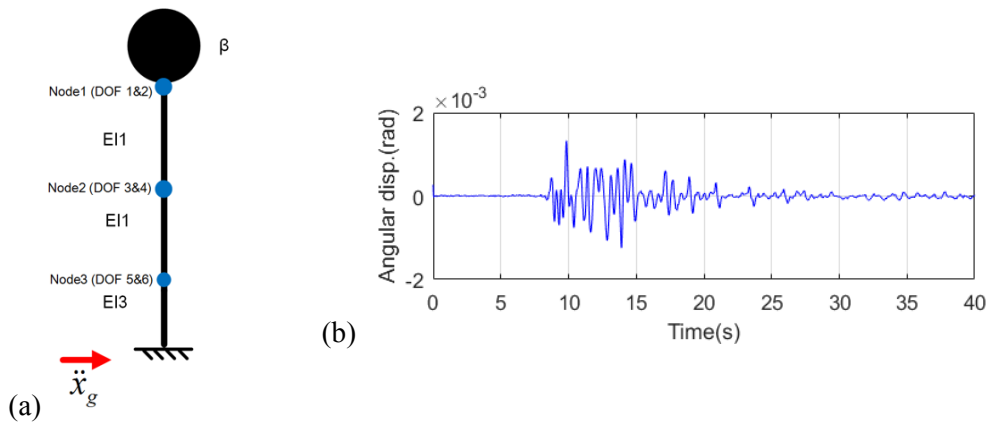 β
Node1 (DOF 1&2)
EI1
Node2 (DOF 3&4)
EI1
Node3 (DOF 5&6)
EI3
ẍg
(a)
(b)
×10-3
Angular disp.(rad)
2
0
-2
0 5 10 15 20 25 30 35 40
Time(s)